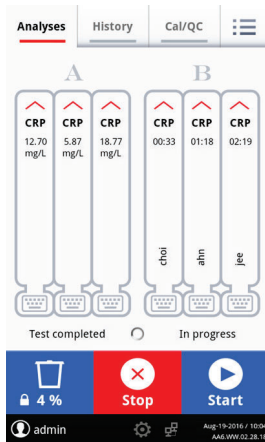 Analyses History Cal/QC
A B
CRP CRP CRP CRP CRP CRP
12.70 5.87 18.77 00:33 01:18 02:19
mg/L mg/L mg/L
choi ahn jee
Test completed In progress
4 % Stop Start
admin Aug-19-2016 / 10:04
AA6.WW.02.28.18